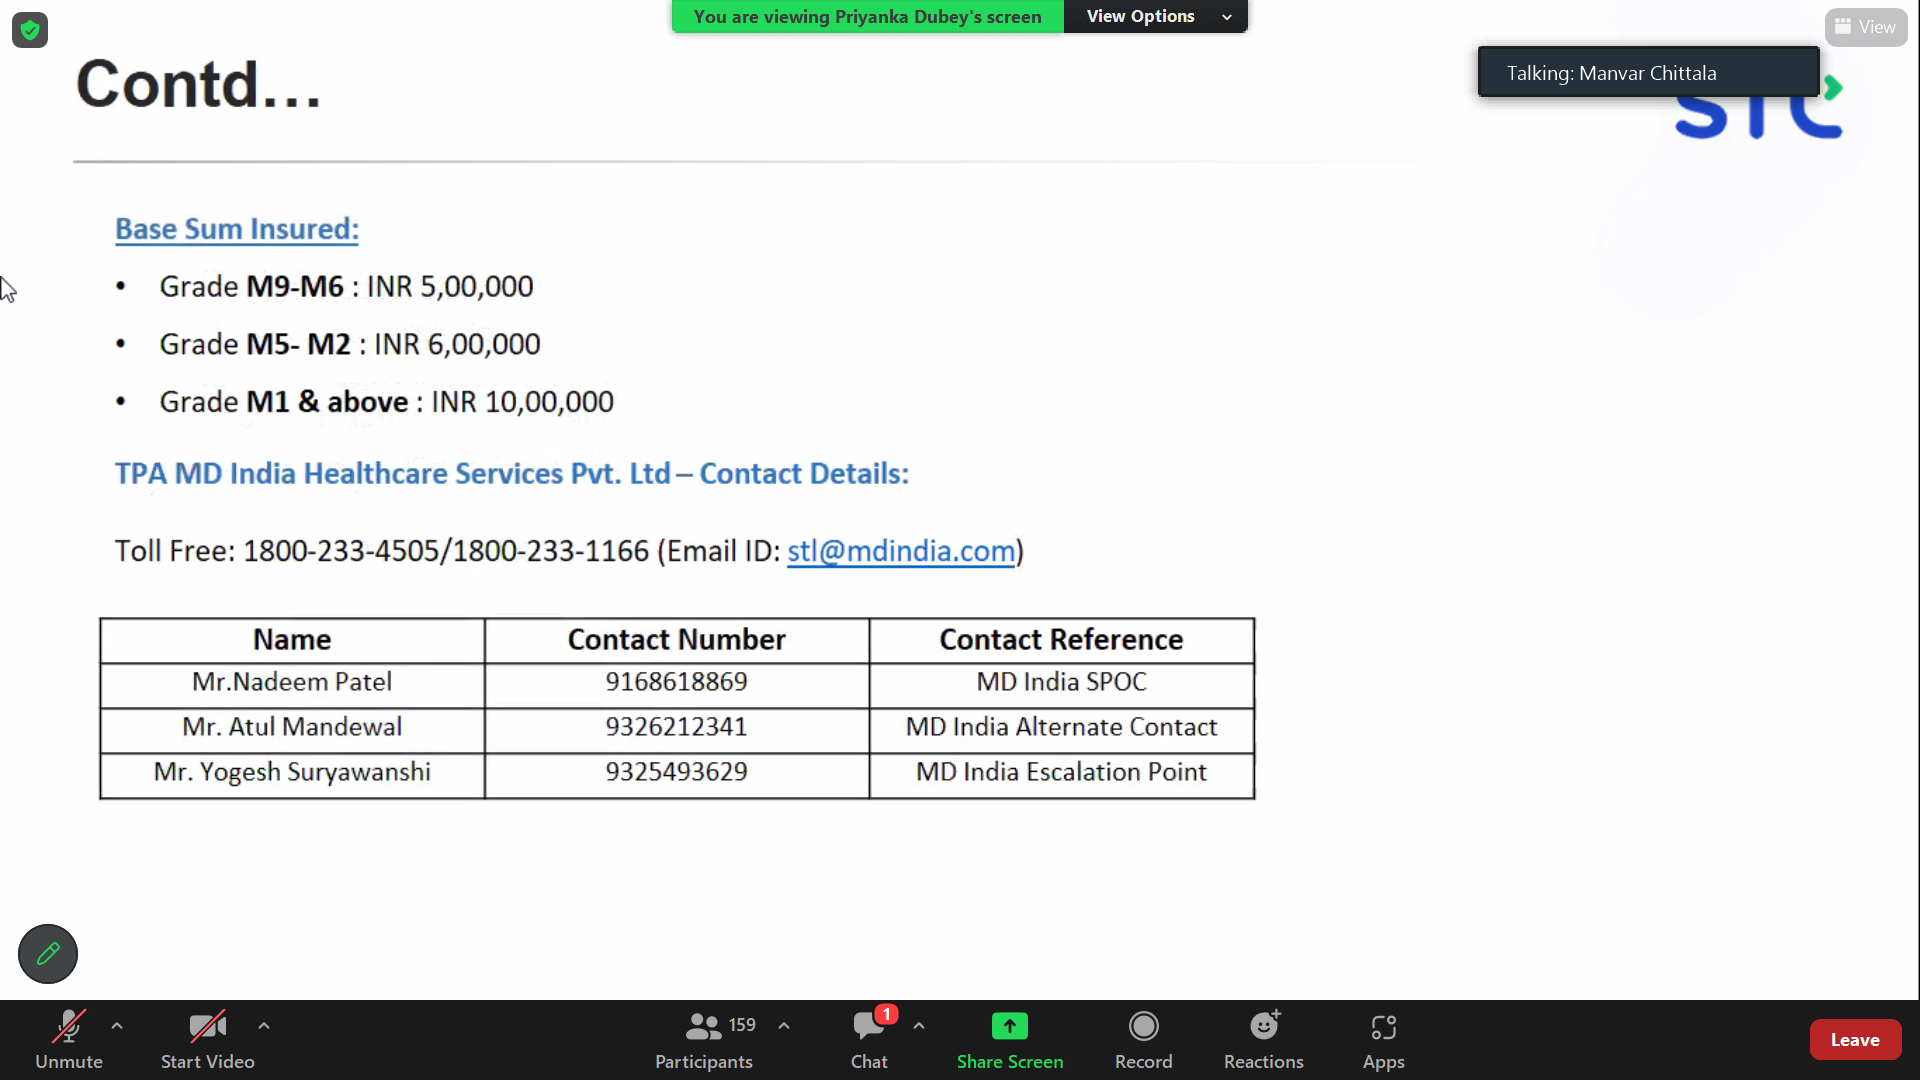 You are viewing Priyanka Dubey's screen
View Options
View
Talking: Manvar Chittala
Contd...
STL
Base Sum Insured:
• Grade M9-M6 : INR 5,00,000
• Grade M5- M2 : INR 6,00,000
• Grade M1 & above : INR 10,00,000
TPA MD India Healthcare Services Pvt. Ltd – Contact Details:
Toll Free: 1800-233-4505/1800-233-1166 (Email ID: stl@mdindia.com)
Name Contact Number Contact Reference
Mr.Nadeem Patel 9168618869 MD India SPOC
Mr. Atul Mandewal 9326212341 MD India Alternate Contact
Mr. Yogesh Suryawanshi 9325493629 MD India Escalation Point
159
1
Unmute Start Video Participants Chat Share Screen Record Reactions Apps Leave